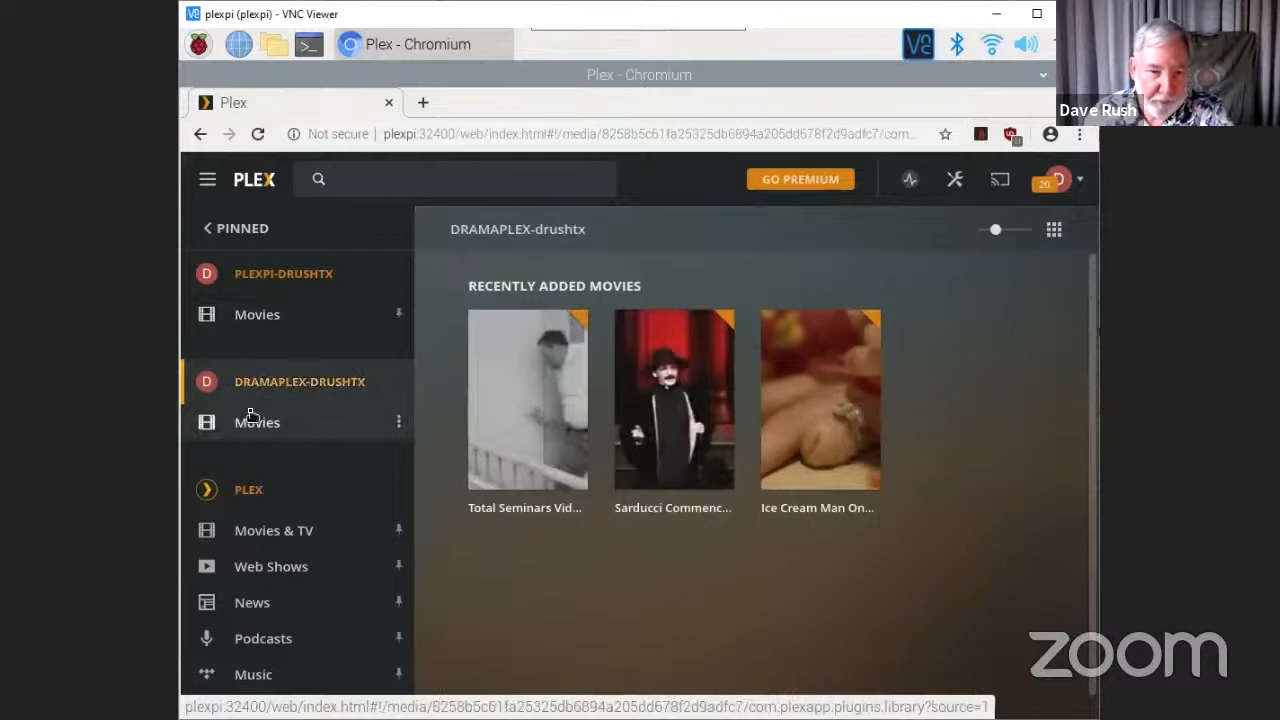 plexpi (plexpi) - VNC Viewer
Plex - Chromium
Plex - Chromium
Plex
Not secure
plexpi:32400/web/index.html#!/media/8258b5c61fa25325db6894a205dd678f2d9adfc7/com...
Dave Rush
PLEX
GO PREMIUM
20
D
PINNED
DRAMAPLEX-drushtx
D
PLEXPI-DRUSHTX
Movies
RECENTLY ADDED MOVIES
D
DRAMAPLEX-DRUSHTX
Movies
PLEX
Total Seminars Vid...
Sarducci Commenc...
Ice Cream Man On...
Movies & TV
Web Shows
News
Podcasts
Music
zoom
plexpi:32400/web/index.html#!/media/8258b5c61fa25325db6894a205dd678f2d9adfc7/com.plexapp.plugins.library?source=1